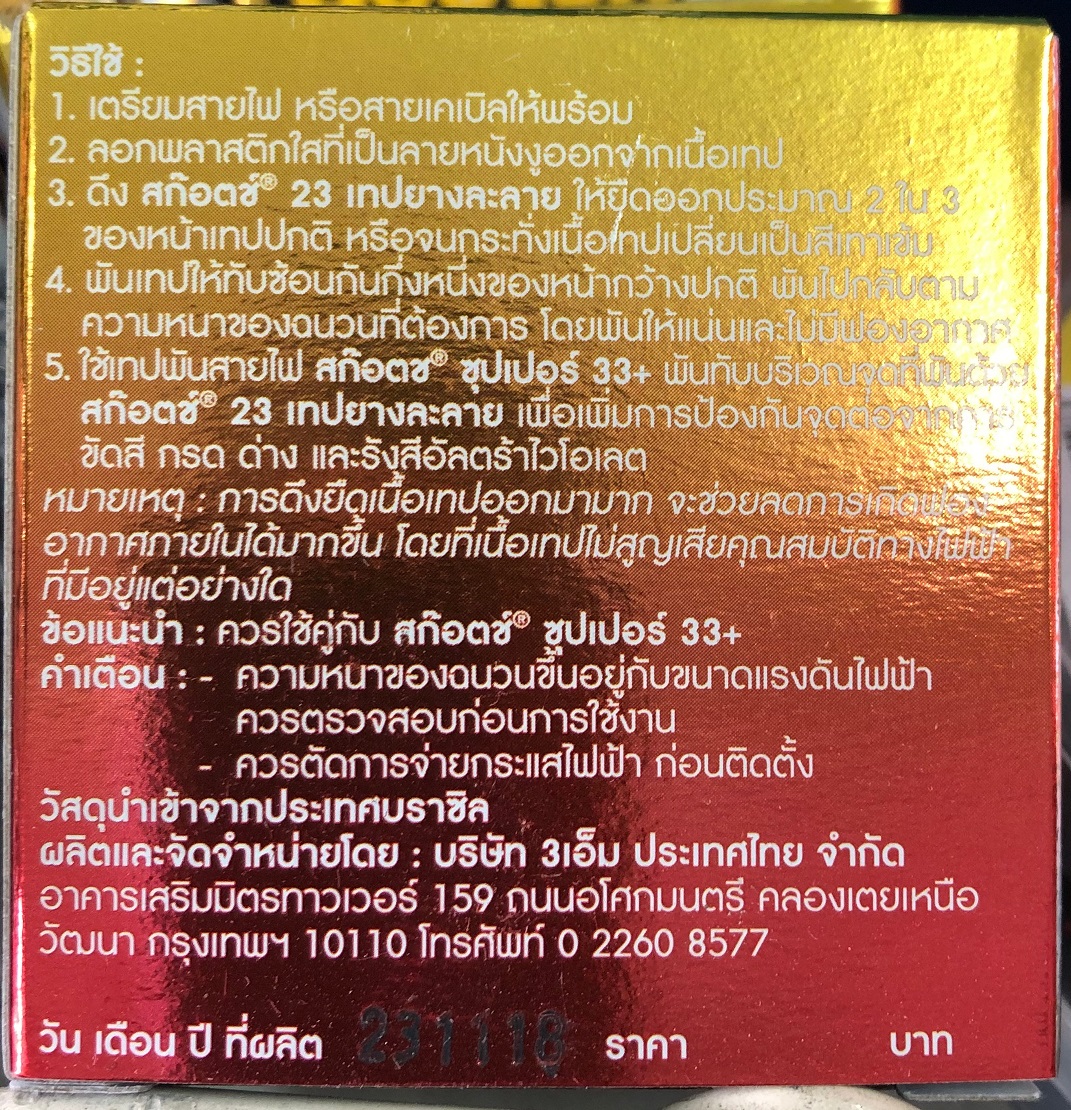 วิธีใช้ :
1. เตรียมสายไฟ หรือสายเคเบิลให้พร้อม
2. ลอกพลาสติกใสที่เป็นลายหนังงูออกจากเนื้อเทป
3. ดึง สก๊อตช์® 23 เทปยางละลาย ให้ยืดออกประมาณ 2 ใน 3
ของหน้าเทปปกติ หรือจนกระทั่งเนื้อเทปเปลี่ยนเป็นสีเทาเข้ม
4. พันเทปให้ทับซ้อนกันกึ่งหนึ่งของหน้ากว้างปกติ พันไปกลับตาม
ความหนาของฉนวนที่ต้องการ โดยพันให้แน่นและไม่มีฟองอากาศ
5. ใช้เทปพันสายไฟ สก๊อตช® ซุปเปอร์ 33+ พันทับบริเวณจุดที่พันด้วย
สก๊อตช์® 23 เทปยางละลาย เพื่อเพิ่มการป้องกันจุดต่อจากการ
ขัดสี กรด ด่าง และรังสีอัลตร้าไวโอเลต
หมายเหตุ : การดึงยืดเนื้อเทปออกมามาก จะช่วยลดการเกิดฟอง
อากาศภายในได้มากขึ้น โดยที่เนื้อเทปไม่สูญเสียคุณสมบัติทางไฟฟ้า
ที่มีอยู่แต่อย่างใด
ข้อแนะนำ : ควรใช้คู่กับ สก๊อตช์® ซุปเปอร์ 33+
คำเตือน : - ความหนาของฉนวนขึ้นอยู่กับขนาดแรงดันไฟฟ้า
ควรตรวจสอบก่อนการใช้งาน
- ควรตัดการจ่ายกระแสไฟฟ้า ก่อนติดตั้ง
วัสดุนำเข้าจากประเทศบราซิล
ผลิตและจัดจำหน่ายโดย : บริษัท 3เอ็ม ประเทศไทย จำกัด
อาคารเสริมมิตรทาวเวอร์ 159 ถนนอโศกมนตรี คลองเตยเหนือ
วัฒนา กรุงเทพฯ 10110 โทรศัพท์ 0 2260 8577
วัน เดือน ปี ที่ผลิต 231118 ราคา บาท